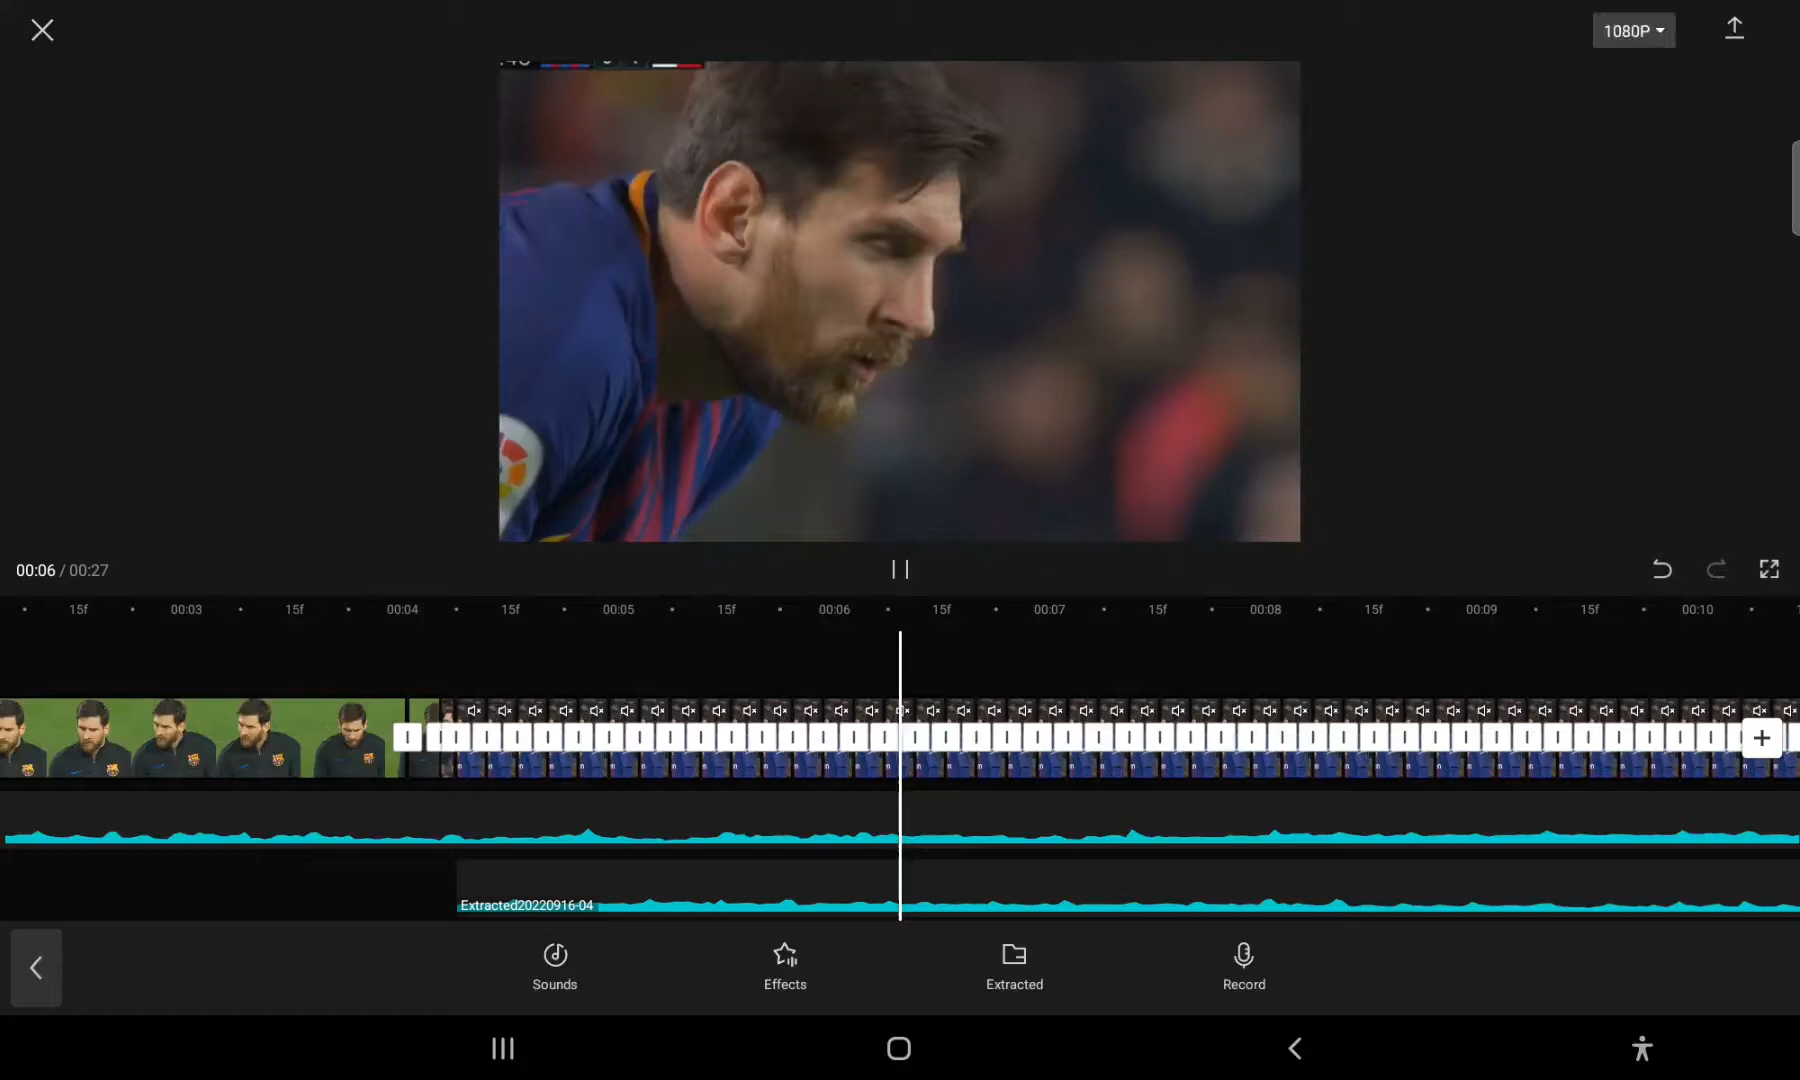 1080P
00:06 / 00:27
15f 00:03 15f 00:04 15f 00:05 15f 00:06 15f 00:07 15f 00:08 15f 00:09 15f 00:10
Extracted20220916-04
Sounds Effects Extracted Record